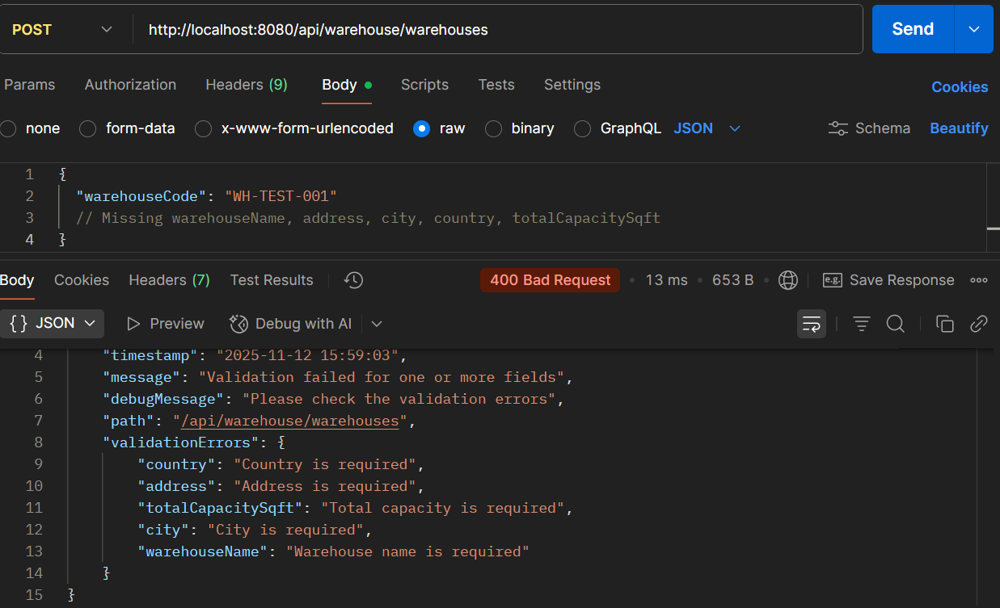 POST http://localhost:8080/api/warehouse/warehouses Send
Params Authorization Headers (9) Body Scripts Tests Settings Cookies
none form-data x-www-form-urlencoded raw binary GraphQL JSON Schema Beautify
1 {
2 "warehouseCode": "WH-TEST-001"
3 // Missing warehouseName, address, city, country, totalCapacitySqft
4 }
Body Cookies Headers (7) Test Results 400 Bad Request 13 ms 653 B e.g. Save Response
{} JSON Preview Debug with AI
4 "timestamp": "2025-11-12 15:59:03",
5 "message": "Validation failed for one or more fields",
6 "debugMessage": "Please check the validation errors",
7 "path": "/api/warehouse/warehouses",
8 "validationErrors": {
9 "country": "Country is required",
10 "address": "Address is required",
11 "totalCapacitySqft": "Total capacity is required",
12 "city": "City is required",
13 "warehouseName": "Warehouse name is required"
14 }
15 }